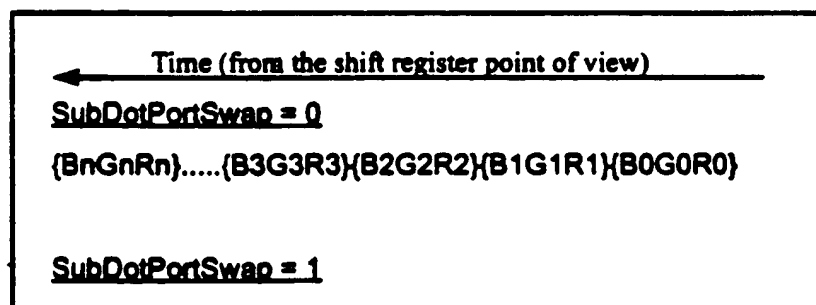 Time (from the shift register point of view)
SubDotPortSwap = 0
{BnGnRn}.....{B3G3R3}{B2G2R2}{B1G1R1}{B0G0R0}
SubDotPortSwap = 1